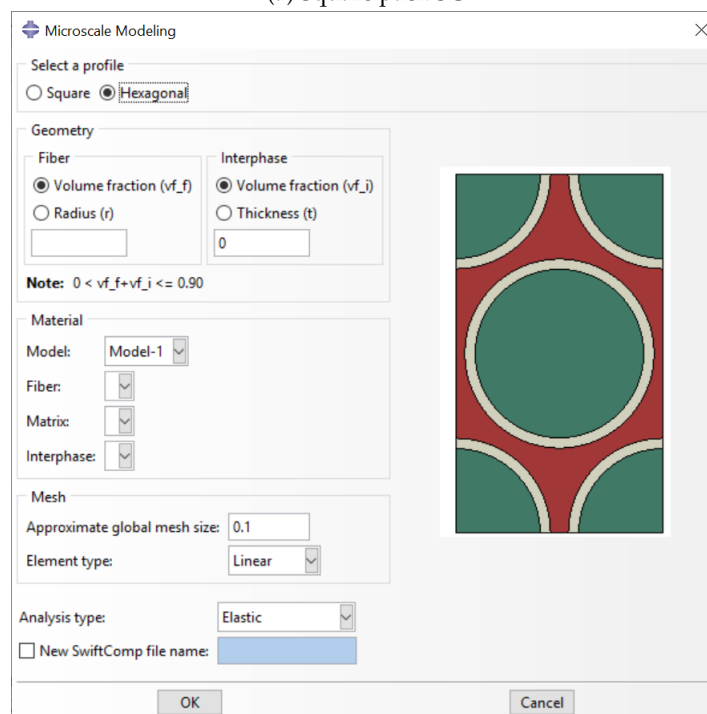 Microscale Modeling
Select a profile
Square Hexagonal
Geometry
Fiber
Volume fraction (vf_f)
Radius (r)
Interphase
Volume fraction (vf_i)
Thickness (t)
0
Note: 0 < vf_f+vf_i <= 0.90
Material
Model: Model-1
Fiber:
Matrix:
Interphase:
Mesh
Approximate global mesh size: 0.1
Element type: Linear
Analysis type: Elastic
New SwiftComp file name:
OK Cancel